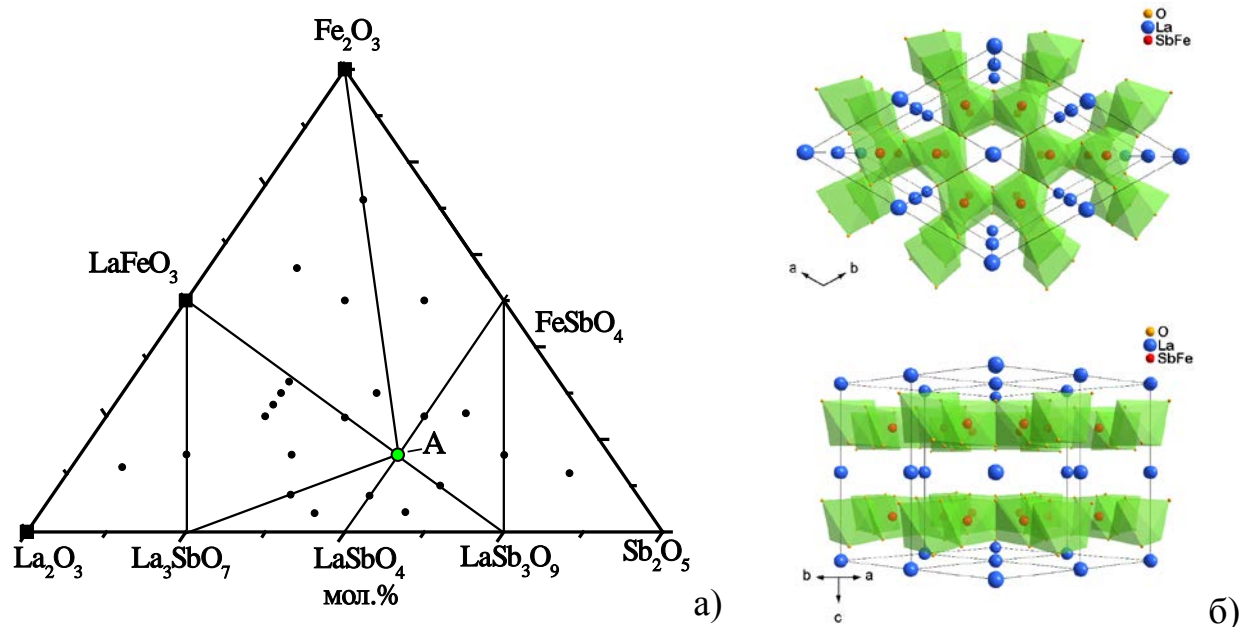 Fe₂O₃
LaFeO₃
FeSbO₄
A
La₂O₃
La₃SbO₇
LaSbO₄
LaSb₃O₉
Sb₂O₅
мол.%
а)
O
La
SbFe
a
b
O
La
SbFe
b
a
c
б)